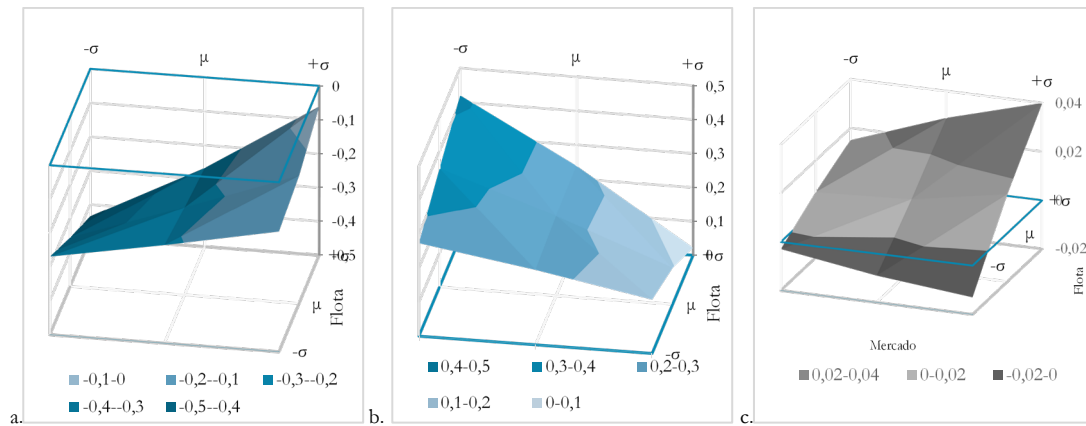 -σ μ +σ
0
-0,1
-0,2
-0,3
-0,4
-0,5
+σ
μ
-σ
Flota
-0,1-0 -0,2--0,1 -0,3--0,2
-0,4--0,3 -0,5--0,4
a.
-σ μ +σ
0,5
0,4
0,3
0,2
0,1
0
+σ
μ
-σ
Flota
0,4-0,5 0,3-0,4 0,2-0,3
0,1-0,2 0-0,1
b.
-σ μ +σ
0,04
0,02
0
-0,02
+σ
μ
-σ
Flota
Mercado
0,02-0,04 0-0,02 -0,02-0
c.